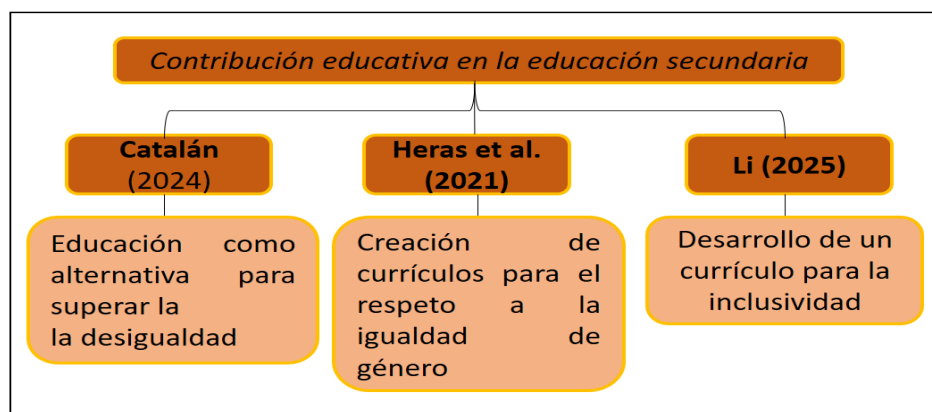 Contribución educativa en la educación secundaria
Catalán
(2024)
Educación como
alternativa para
superar la
la desigualdad
Heras et al.
(2021)
Creación de
currículos para el
respeto a la
igualdad de
género
Li (2025)
Desarrollo de un
currículo para la
inclusividad